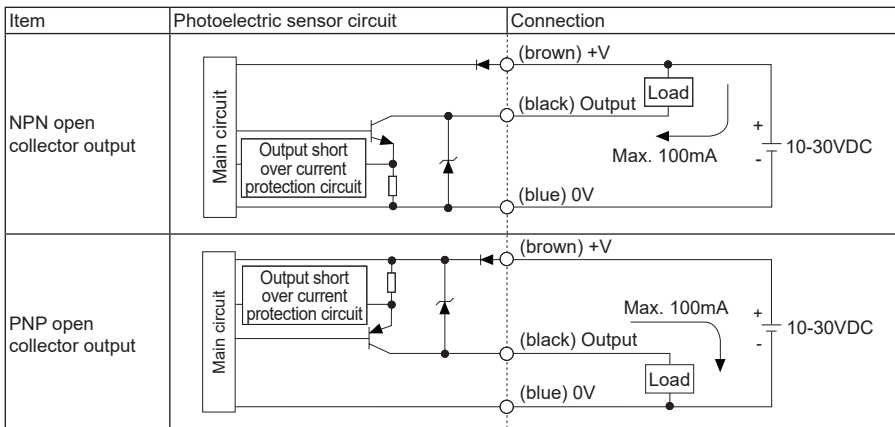 Item Photoelectric sensor circuit Connection
NPN open
collector output
Main circuit
Output short
over current
protection circuit
(brown) +V
Load
(black) Output
Max. 100mA
+
-
10-30VDC
(blue) 0V
PNP open
collector output
Main circuit
Output short
over current
protection circuit
(brown) +V
Max. 100mA
+
-
10-30VDC
(black) Output
Load
(blue) 0V